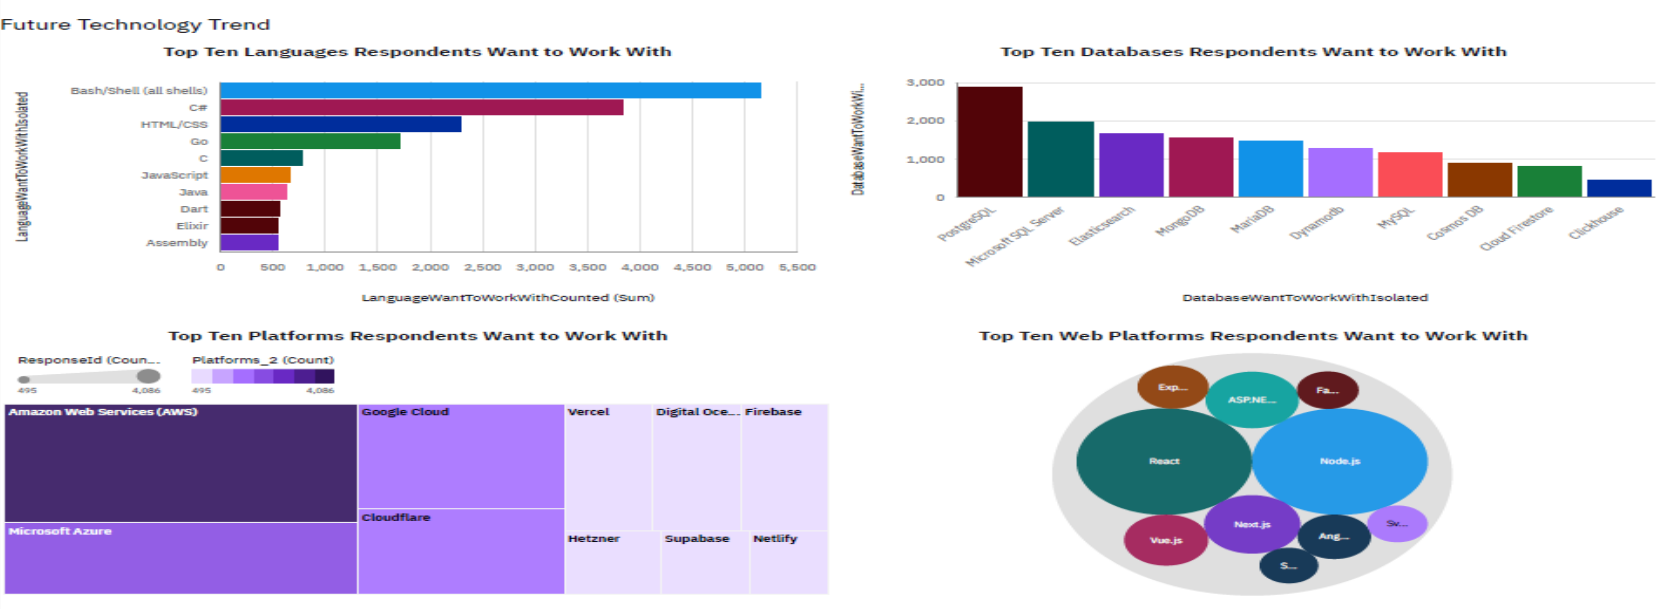 Future Technology Trend
Top Ten Languages Respondents Want to Work With
LanguageWantToWorkWithIsolated
Bash/Shell (all shells)
C#
HTML/CSS
Go
C
JavaScript
Java
Dart
Elixir
Assembly
0 500 1,000 1,500 2,000 2,500 3,000 3,500 4,000 4,500 5,000 5,500
LanguageWantToWorkWithCounted (Sum)
Top Ten Databases Respondents Want to Work With
DatabaseWantToWorkWi...
3,000
2,000
1,000
0
PostgreSQL
Microsoft SQL Server
Elasticsearch
MongoDB
MariaDB
Dynamodb
MySQL
Cosmos DB
Cloud Firestore
Clickhouse
DatabaseWantToWorkWithIsolated
Top Ten Platforms Respondents Want to Work With
ResponseId (Coun...
495 4,086
Platforms_2 (Count)
495 4,086
Amazon Web Services (AWS)
Microsoft Azure
Google Cloud
Cloudflare
Vercel
Digital Oce...
Firebase
Hetzner
Supabase
Netlify
Top Ten Web Platforms Respondents Want to Work With
Exp...
ASP.NE...
Fa...
React
Node.js
Next.js
Sv...
Vue.js
Ang...
S...